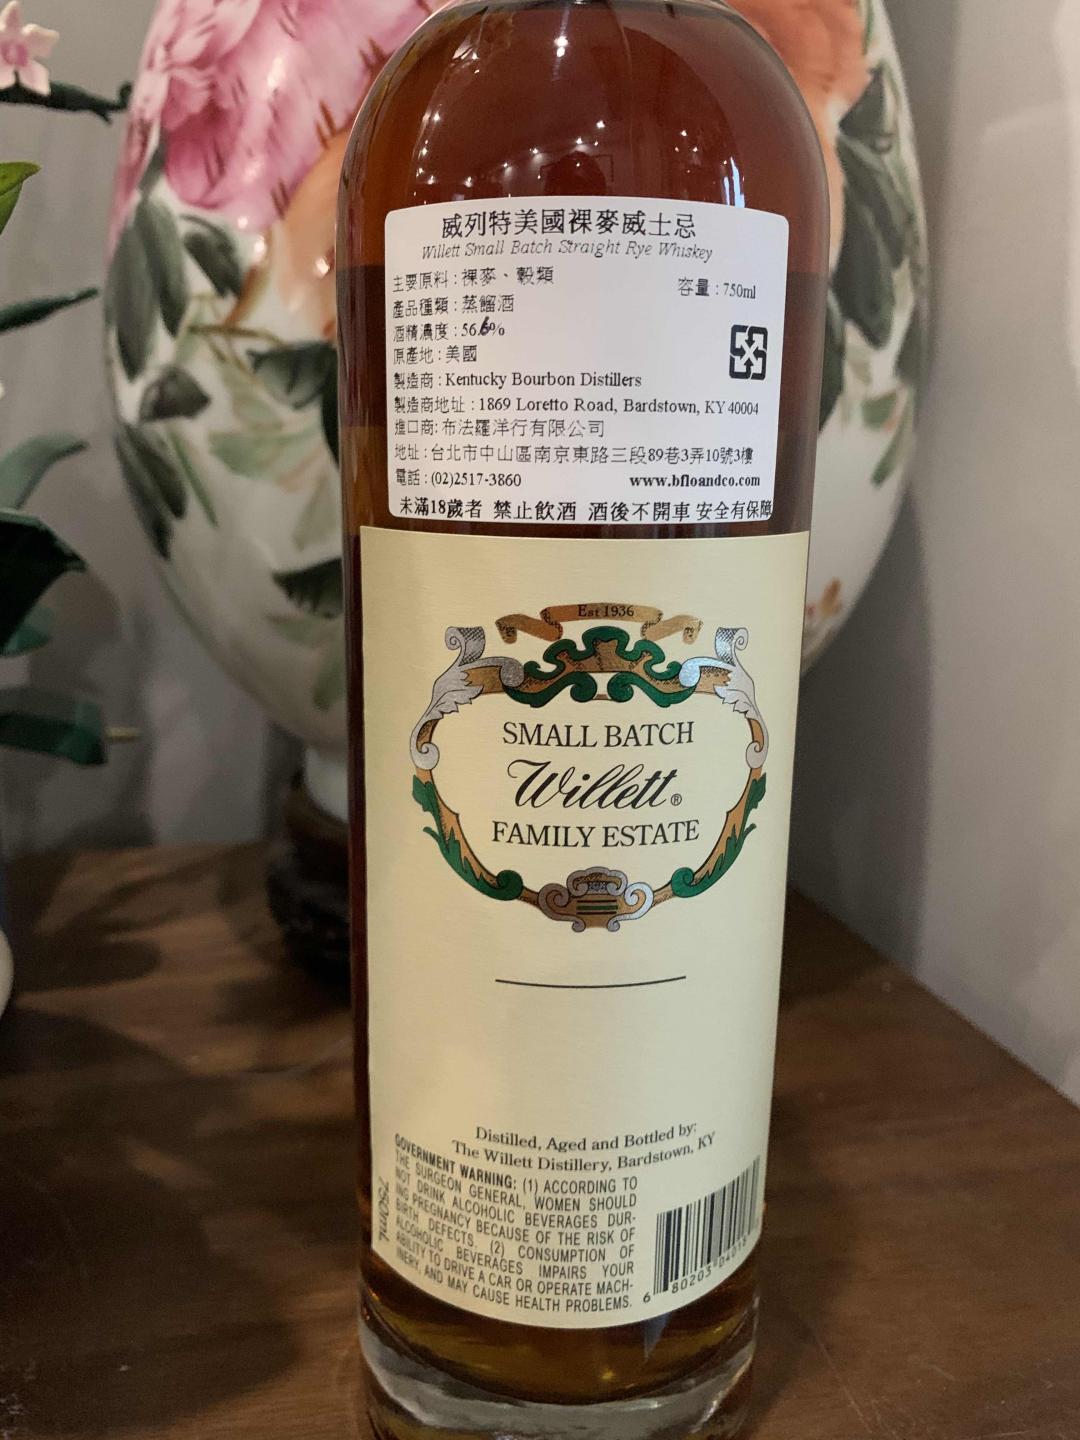 威列特美國裸麥威士忌
Willett Small Batch Straight Rye Whiskey
主要原料：裸麥、穀類
容量：750ml
產品種類：蒸餾酒
酒精濃度：56.6%
原產地：美國
製造商：Kentucky Bourbon Distillers
製造商地址：1869 Loretto Road, Bardstown, KY 40004
進口商：布法羅洋行有限公司
地址：台北市中山區南京東路三段89巷3弄10號3樓
電話：(02)2517-3860
www.bfloandco.com
未滿18歲者 禁止飲酒 酒後不開車 安全有保障
Est 1936
SMALL BATCH
Willett®
FAMILY ESTATE
Distilled, Aged and Bottled by:
The Willett Distillery, Bardstown, KY
750mL
GOVERNMENT WARNING: (1) ACCORDING TO
THE SURGEON GENERAL, WOMEN SHOULD
NOT DRINK ALCOHOLIC BEVERAGES DUR-
ING PREGNANCY BECAUSE OF THE RISK OF
BIRTH DEFECTS. (2) CONSUMPTION OF
ALCOHOLIC BEVERAGES IMPAIRS YOUR
ABILITY TO DRIVE A CAR OR OPERATE MACH-
INERY, AND MAY CAUSE HEALTH PROBLEMS.
6 80203